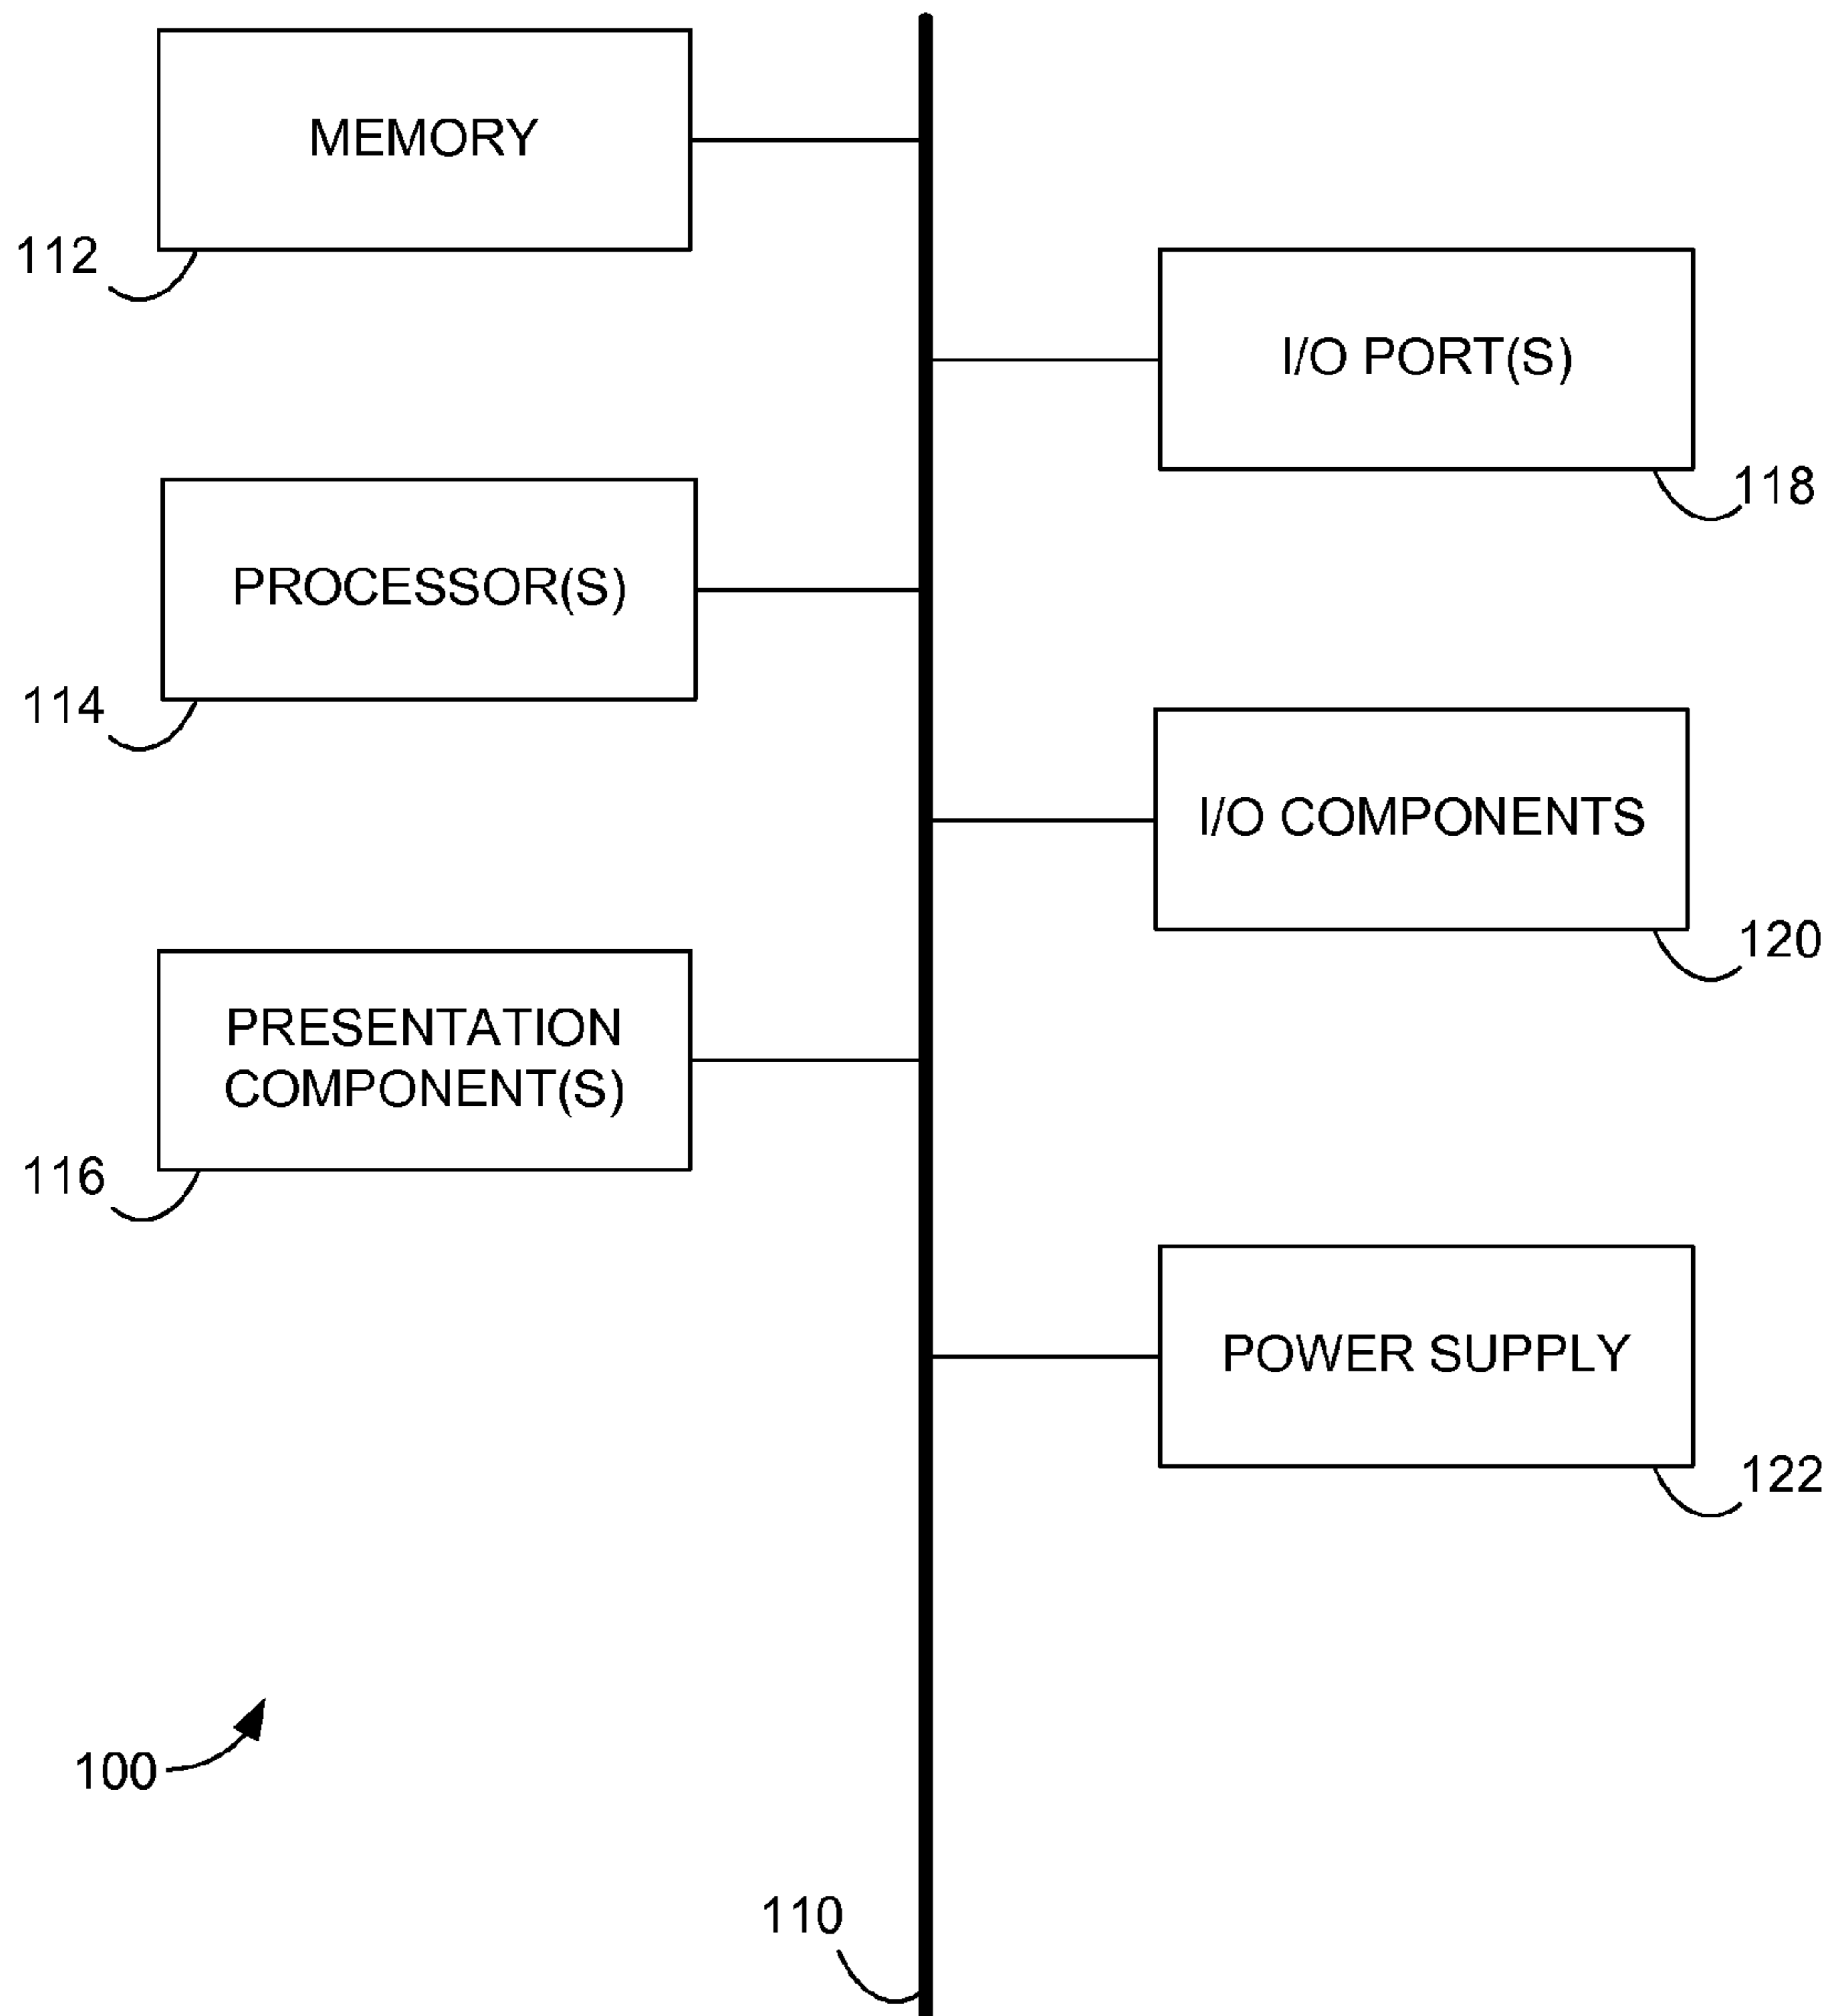 MEMORY
112
I/O PORT(S)
118
PROCESSOR(S)
114
I/O COMPONENTS
120
PRESENTATION
COMPONENT(S)
116
POWER SUPPLY
122
100
110